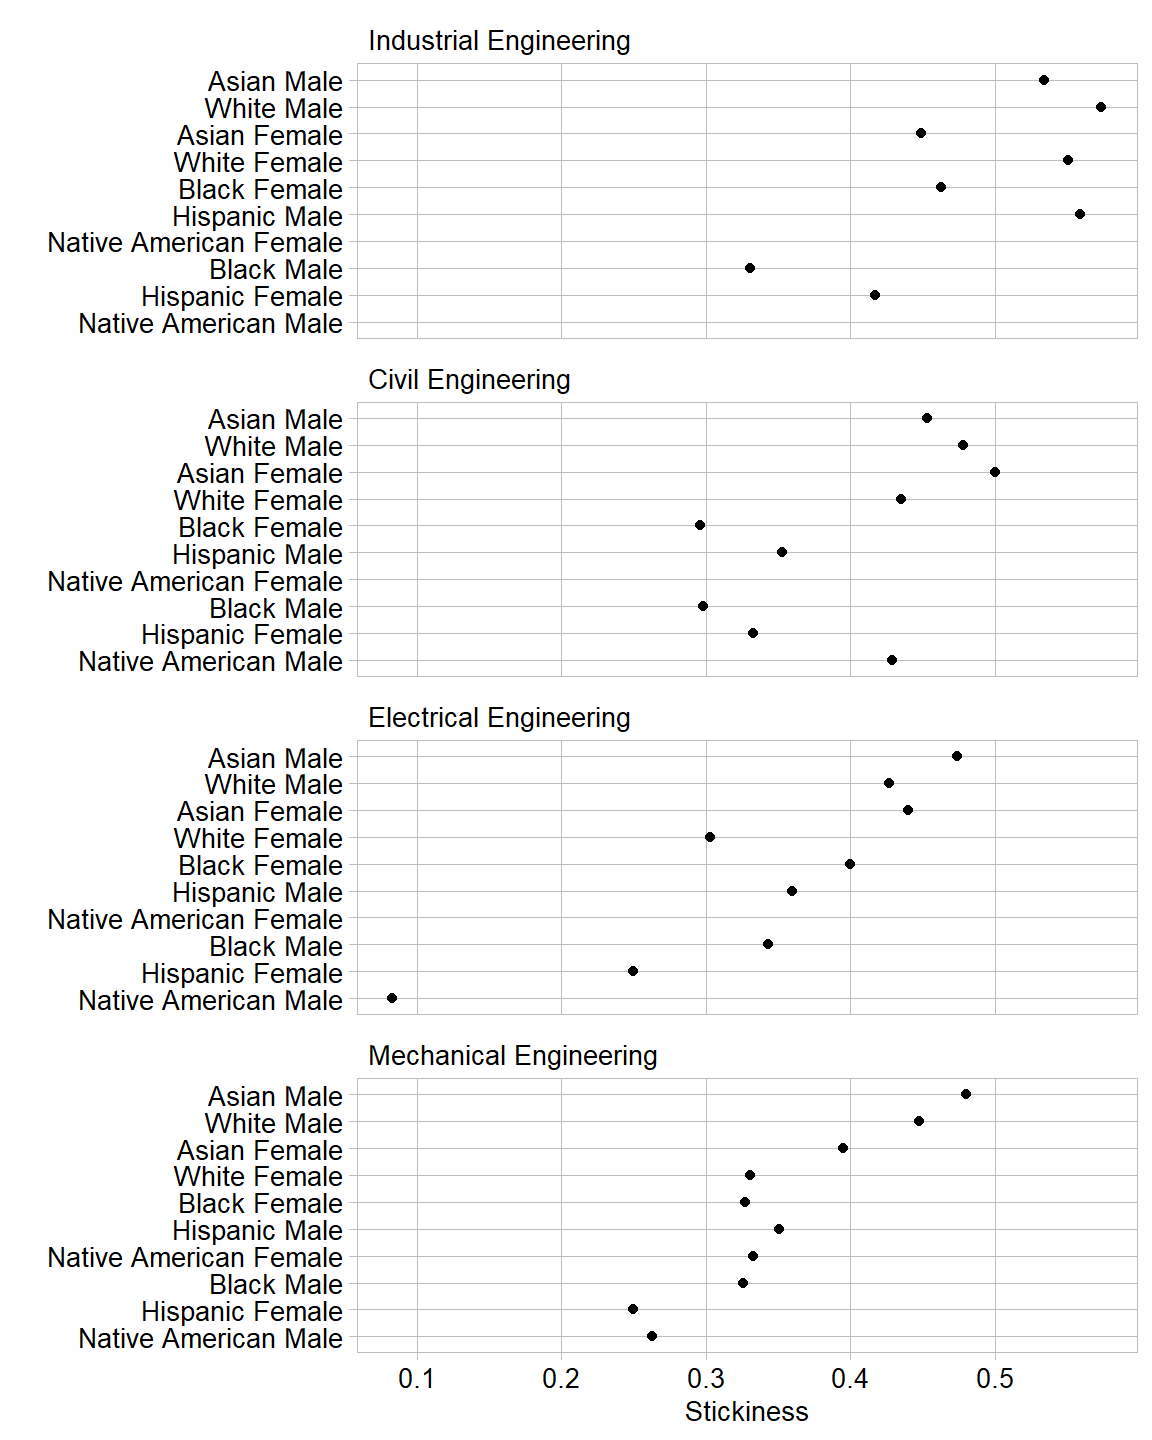 Industrial Engineering
Asian Male
White Male
Asian Female
White Female
Black Female
Hispanic Male
Native American Female
Black Male
Hispanic Female
Native American Male
Civil Engineering
Asian Male
White Male
Asian Female
White Female
Black Female
Hispanic Male
Native American Female
Black Male
Hispanic Female
Native American Male
Electrical Engineering
Asian Male
White Male
Asian Female
White Female
Black Female
Hispanic Male
Native American Female
Black Male
Hispanic Female
Native American Male
Mechanical Engineering
Asian Male
White Male
Asian Female
White Female
Black Female
Hispanic Male
Native American Female
Black Male
Hispanic Female
Native American Male
0.1 0.2 0.3 0.4 0.5
Stickiness